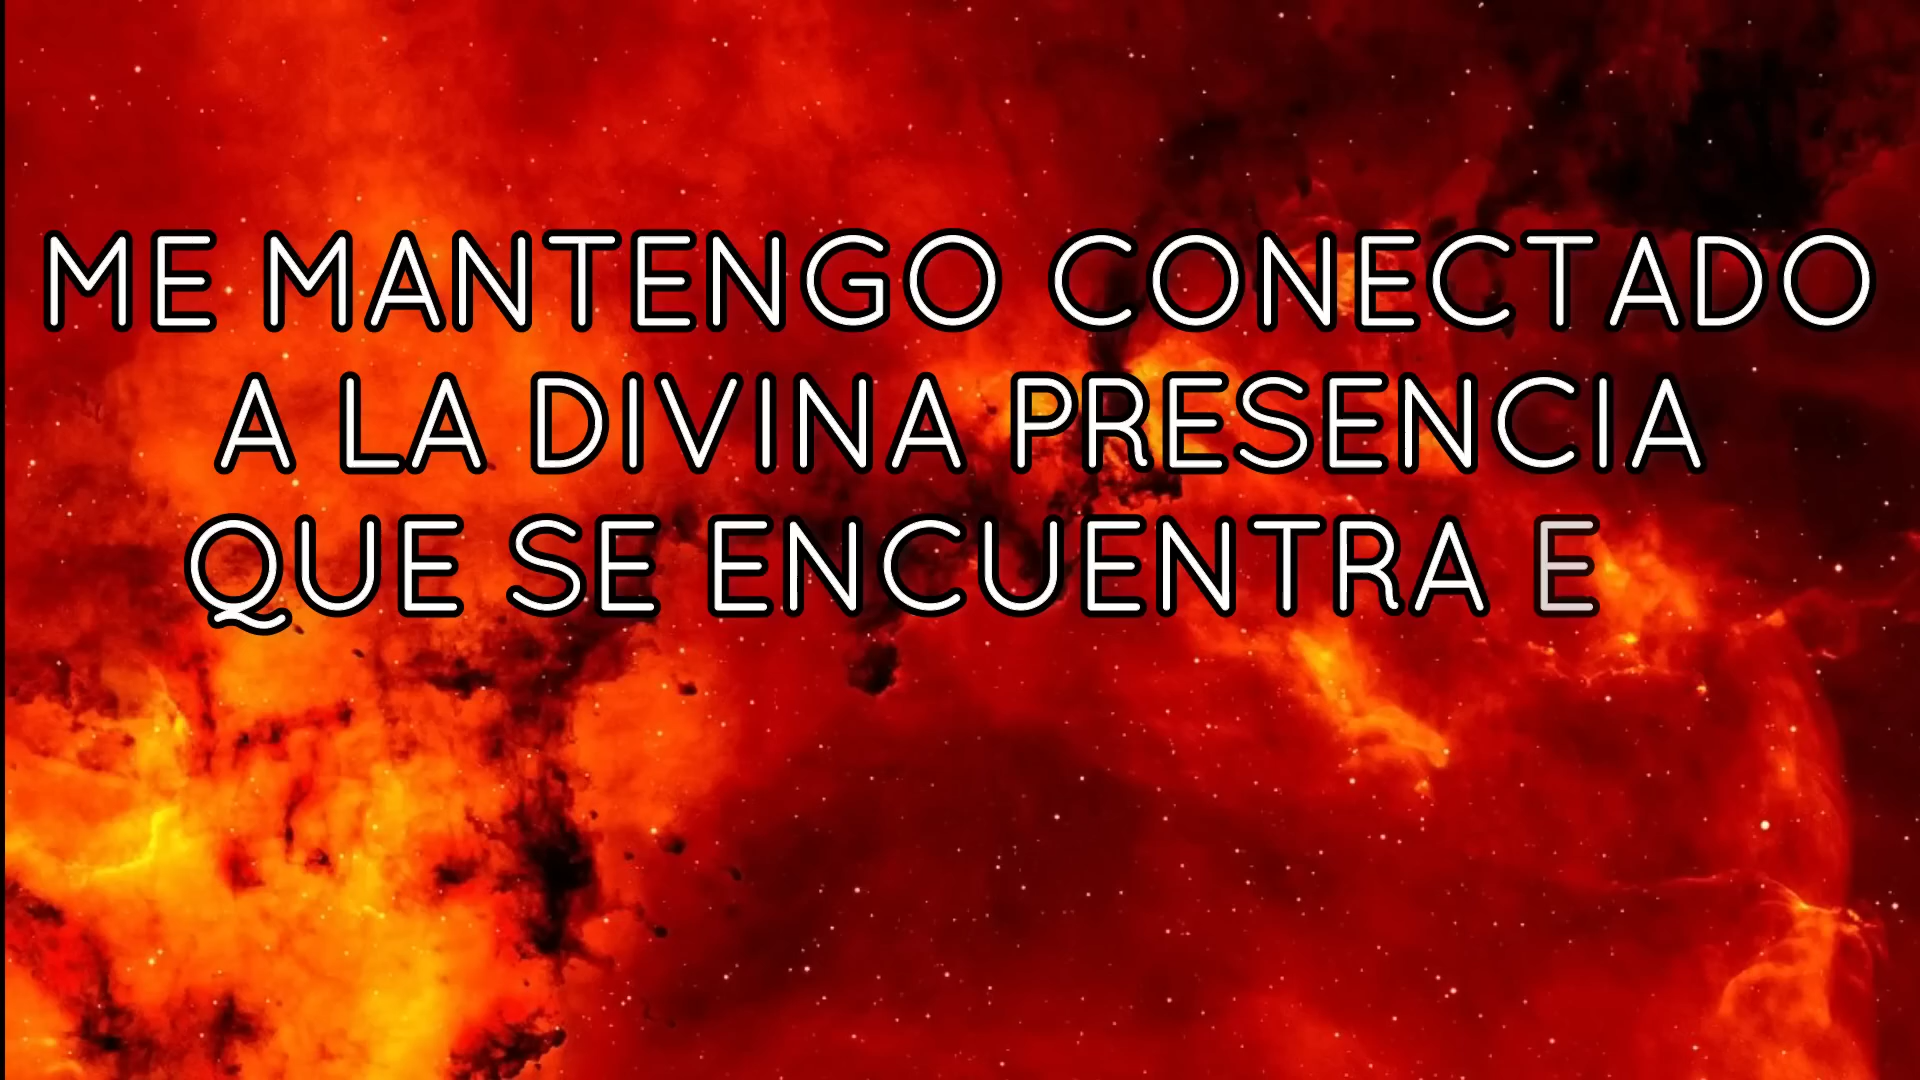 ME MANTENGO CONECTADO
A LA DIVINA PRESENCIA
QUE SE ENCUENTRA E